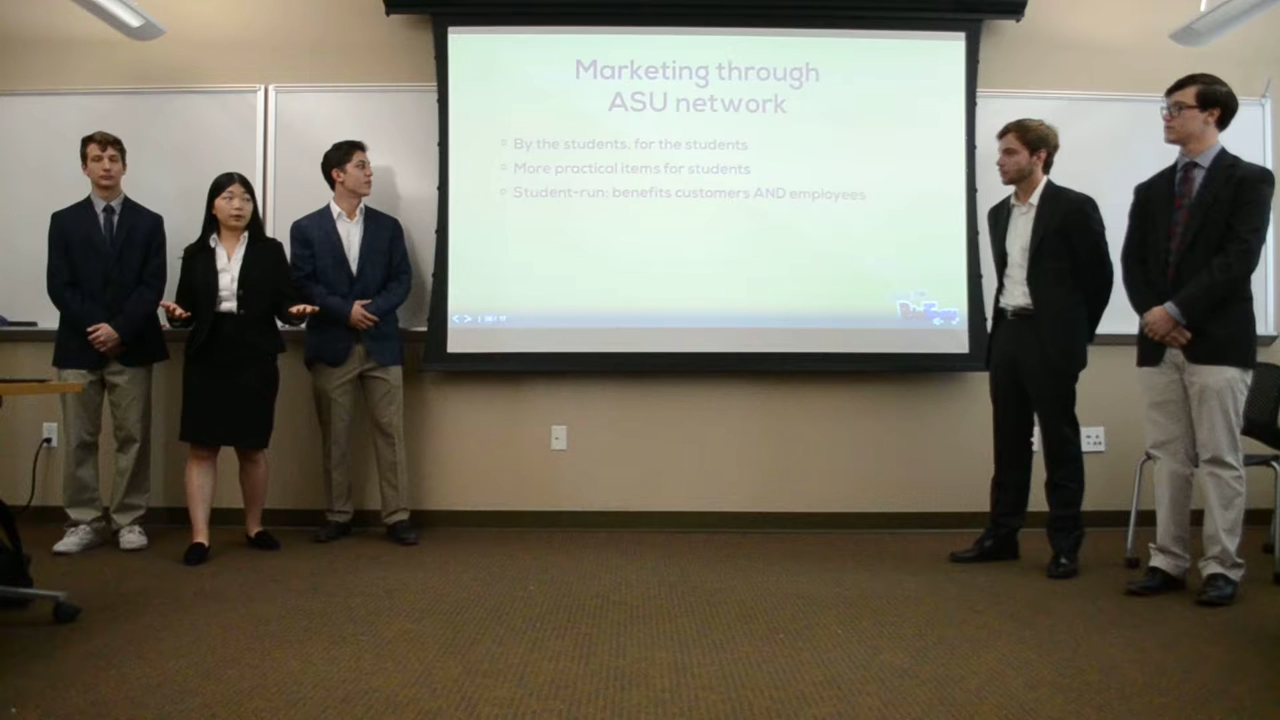 Marketing through
ASU network
By the students, for the students
More practical items for students
Student-run: benefits customers AND employees